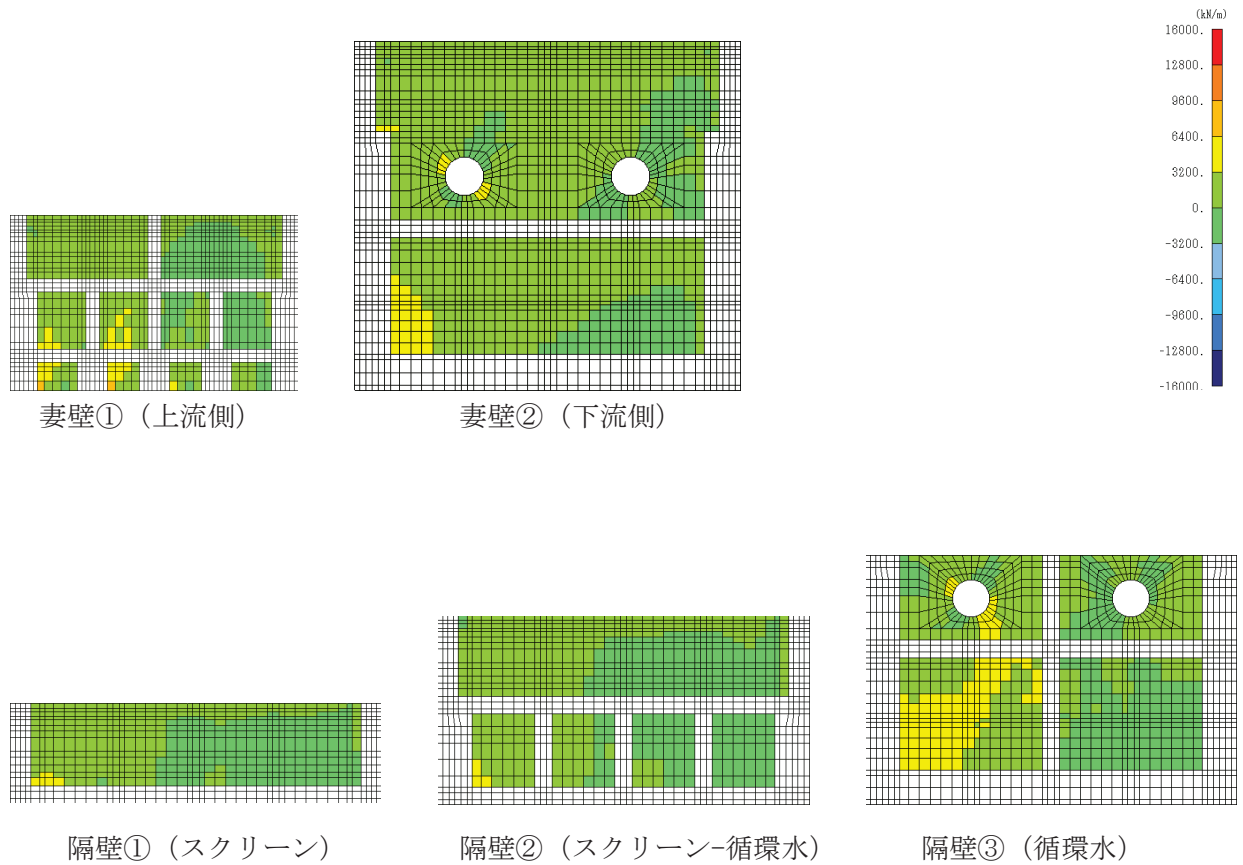 (kN/m)
16000.
12800.
9600.
6400.
3200.
0.
-3200.
-6400.
-9600.
-12800.
-16000.
妻壁①（上流側）
妻壁②（下流側）
隔壁①（スクリーン）
隔壁②（スクリーン-循環水）
隔壁③（循環水）